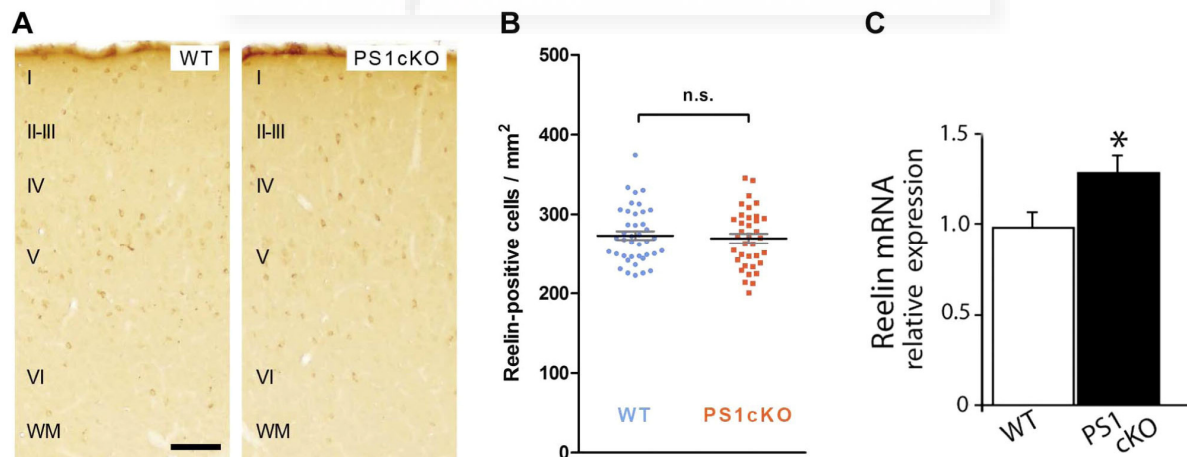 A
WT
I
II-III
IV
V
VI
WM
PS1cKO
I
II-III
IV
V
VI
WM
B
Reelin-positive cells / mm²
500
400
300
200
100
0
n.s.
WT
PS1cKO
C
Reelin mRNA
relative expression
1.5
1.0
0.5
0
*
WT
PS1
cKO